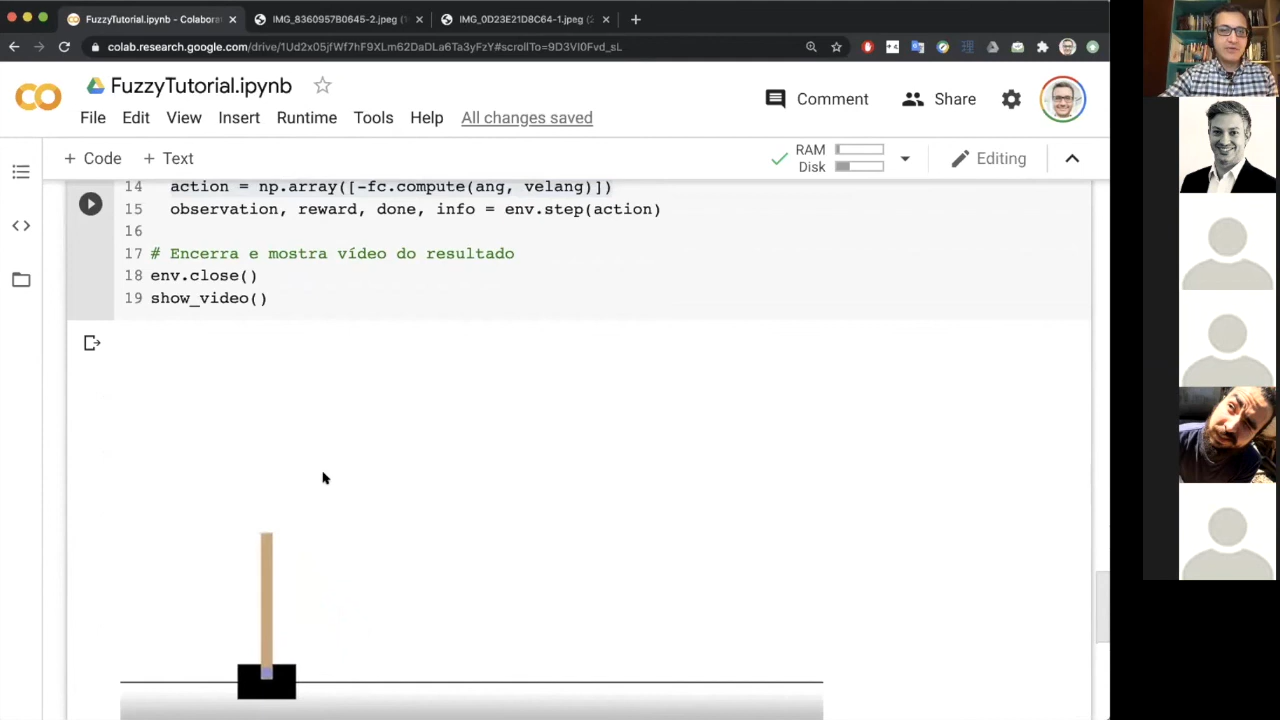 FuzzyTutorial.ipynb - Colabora
IMG_8360957B0645-2.jpeg (
IMG_0D23E21D8C64-1.jpeg (2
colab.research.google.com/drive/1Ud2x05jfWf7hF9XLm62DaDLa6Ta3yFzY#scrollTo=9D3VI0Fvd_sL
FuzzyTutorial.ipynb
Comment
Share
File Edit View Insert Runtime Tools Help All changes saved
+ Code + Text
RAM
Disk
Editing
14 action = np.array([-fc.compute(ang, velang)])
15 observation, reward, done, info = env.step(action)
16
17 # Encerra e mostra vídeo do resultado
18 env.close()
19 show_video()